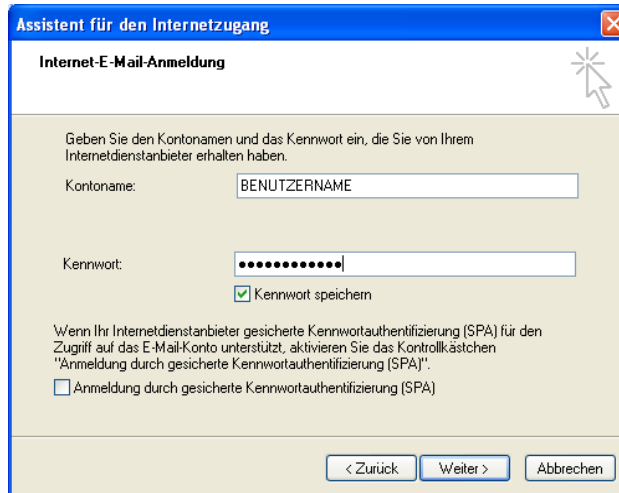 Assistent für den Internetzugang
Internet-E-Mail-Anmeldung
Geben Sie den Kontonamen und das Kennwort ein, die Sie von Ihrem
Internetdienstanbieter erhalten haben.
Kontoname: BENUTZERNAME
Kennwort: ●●●●●●●●●●●●
Kennwort speichern
Wenn Ihr Internetdienstanbieter gesicherte Kennwortauthentifizierung (SPA) für den
Zugriff auf das E-Mail-Konto unterstützt, aktivieren Sie das Kontrollkästchen
"Anmeldung durch gesicherte Kennwortauthentifizierung (SPA)".
Anmeldung durch gesicherte Kennwortauthentifizierung (SPA)
< Zurück Weiter > Abbrechen